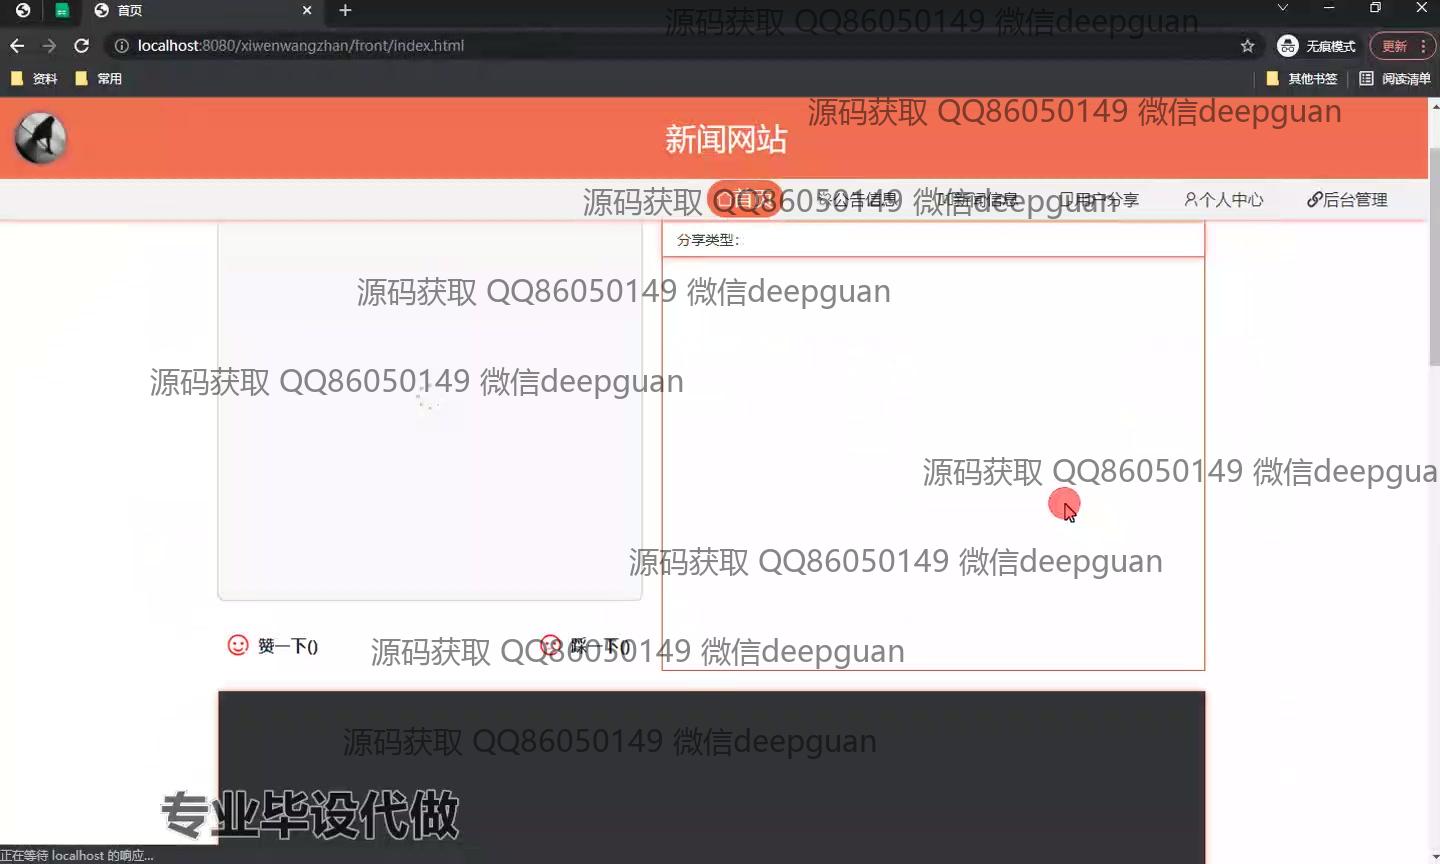 首页
源码获取 QQ86050149 微信deepguan
localhost:8080/xiwenwangzhan/front/index.html
无痕模式
更新
资料
常用
其他书签
阅读清单
源码获取 QQ86050149 微信deepguan
新闻网站
源码获取 QQ86050149 微信deepguan
首页
公告信息
新闻信息
用户分享
个人中心
后台管理
分享类型：
源码获取 QQ86050149 微信deepguan
源码获取 QQ86050149 微信deepguan
源码获取 QQ86050149 微信deepgua
源码获取 QQ86050149 微信deepguan
赞一下()
踩一下()
源码获取 QQ86050149 微信deepguan
源码获取 QQ86050149 微信deepguan
专业毕设代做
正在等待 localhost 的响应...